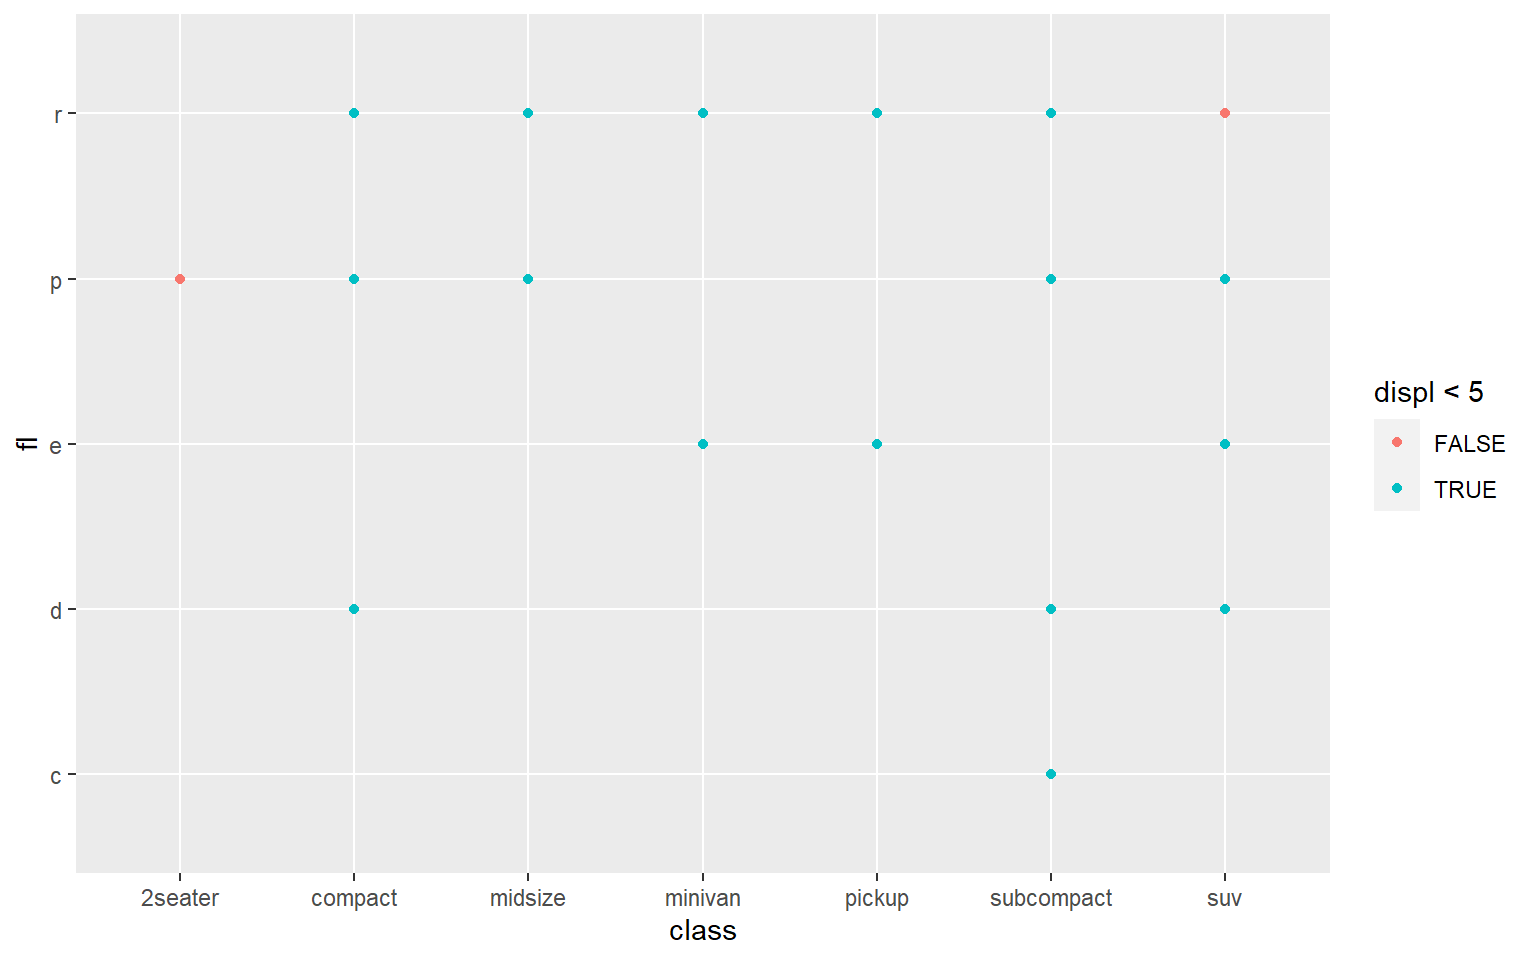 r
p
e
d
c
fl
2seater compact midsize minivan pickup subcompact suv
class
displ < 5
FALSE
TRUE